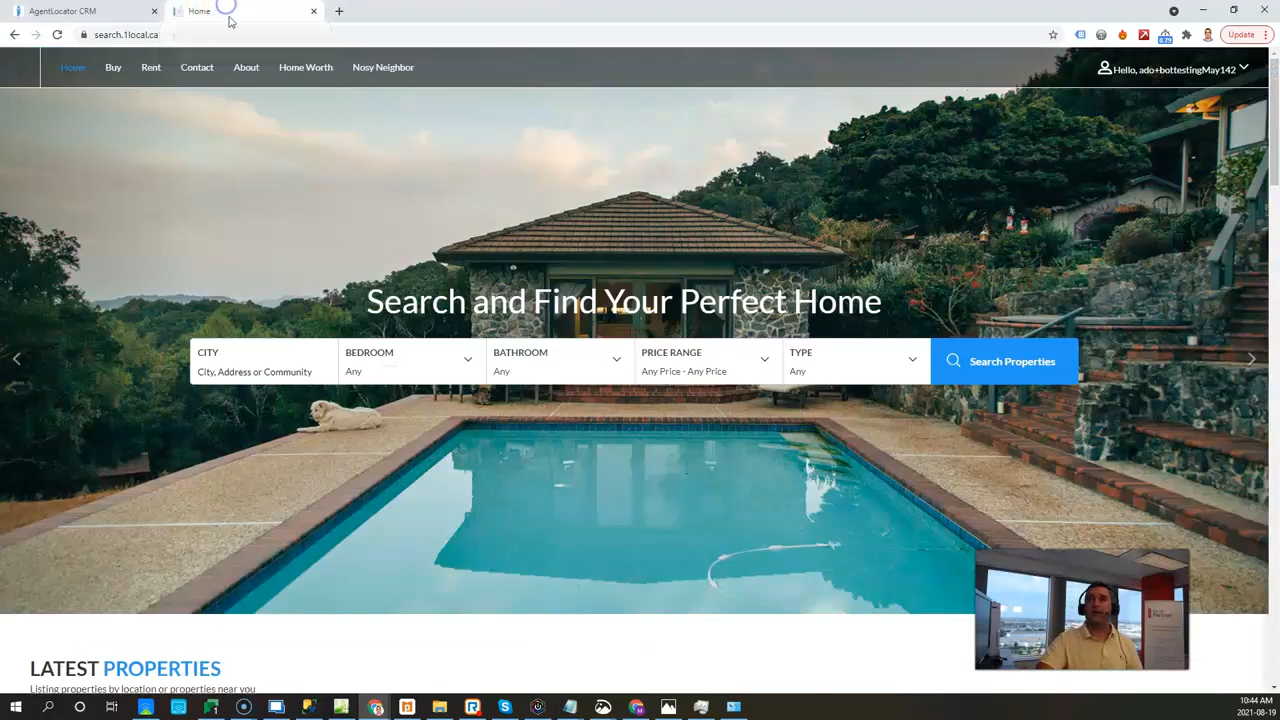 AgentLocator CRM
Home
search.1local.ca
Update
Home
Buy
Rent
Contact
About
Home Worth
Nosy Neighbor
Hello, ado+bottestingMay142
Search and Find Your Perfect Home
CITY
City, Address or Community
BEDROOM
Any
BATHROOM
Any
PRICE RANGE
Any Price - Any Price
TYPE
Any
Search Properties
LATEST PROPERTIES
Listing properties by location or properties near you
10:44 AM
2021-08-19